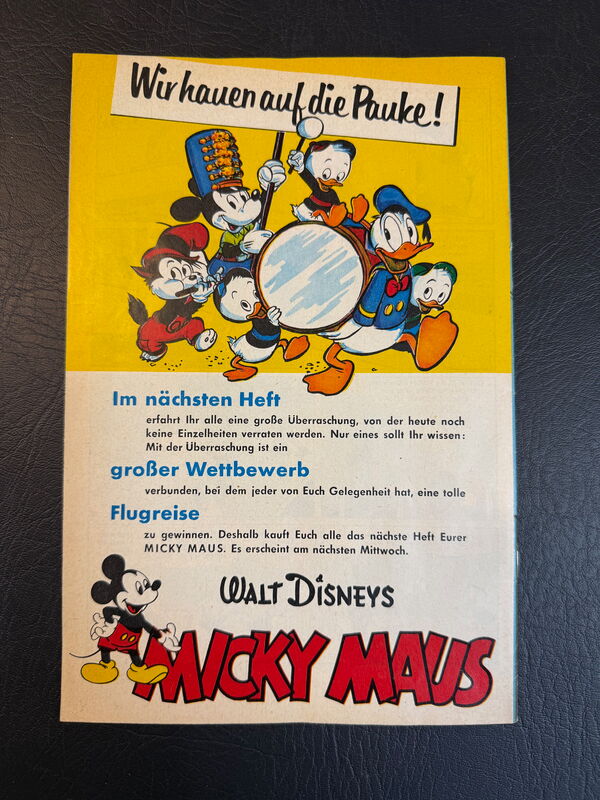 Wir hauen auf die Pauke!
Im nächsten Heft
erfahrt Ihr alle eine große Überraschung, von der heute noch
keine Einzelheiten verraten werden. Nur eines sollt Ihr wissen:
Mit der Überraschung ist ein
großer Wettbewerb
verbunden, bei dem jeder von Euch Gelegenheit hat, eine tolle
Flugreise
zu gewinnen. Deshalb kauft Euch alle das nächste Heft Eurer
MICKY MAUS. Es erscheint am nächsten Mittwoch.
WALT DISNEYS
MICKY MAUS